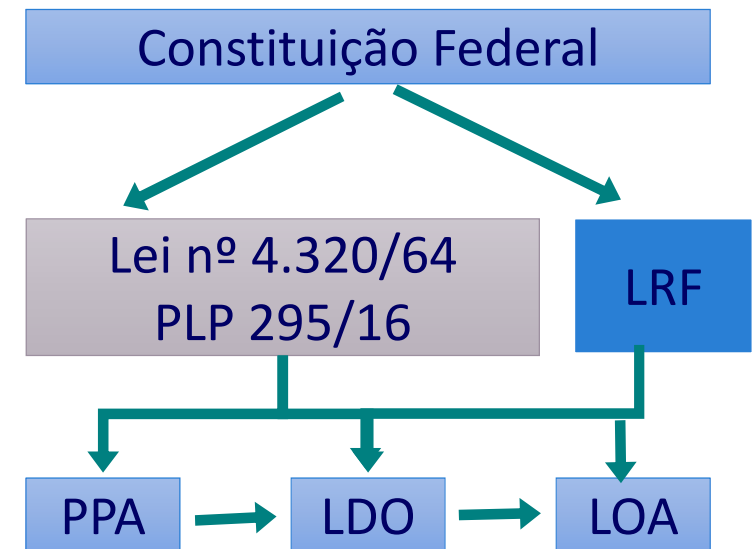 Constituição Federal
Lei nº 4.320/64
PLP 295/16
LRF
PPA
LDO
LOA